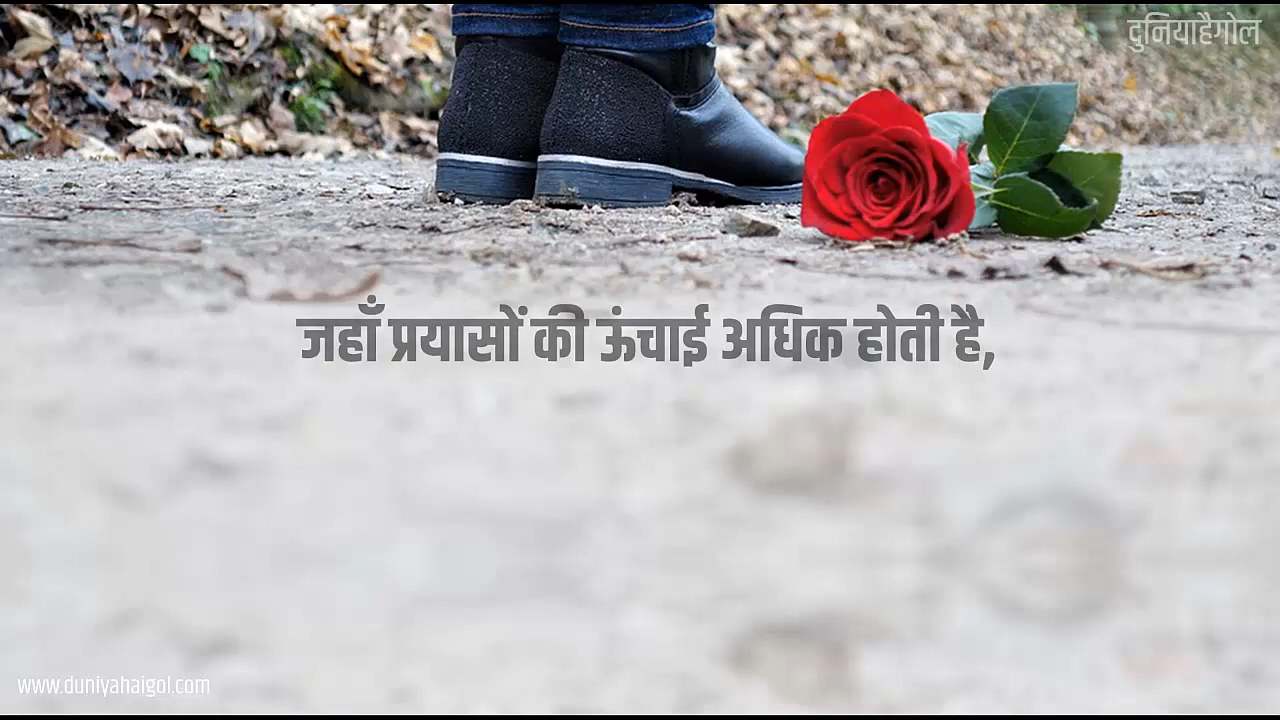 दुनियाहैगोल
जहाँ प्रयासों की ऊंचाई अधिक होती है,
www.duniyahaigol.com